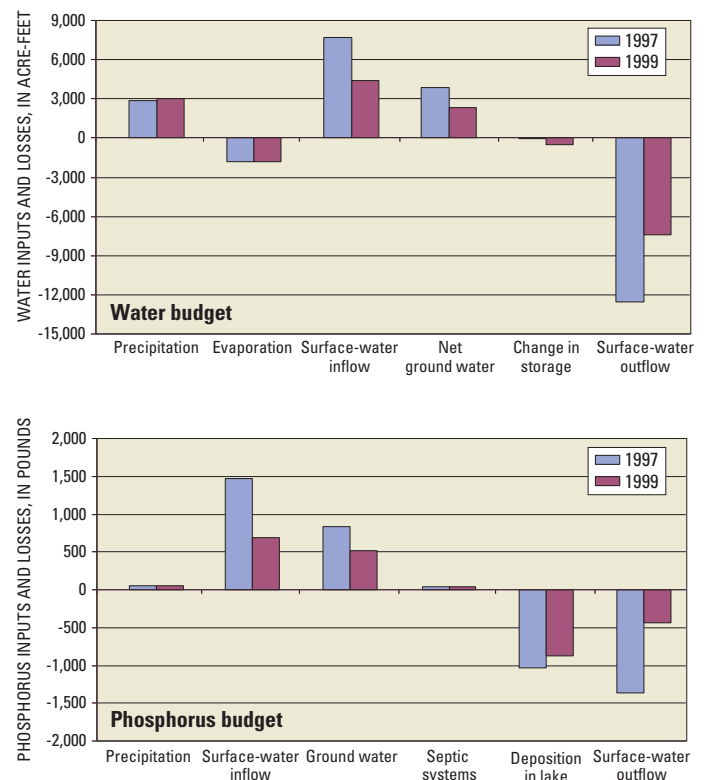 WATER INPUTS AND LOSSES, IN ACRE-FEET
9,000
6,000
3,000
0
-3,000
-6,000
-9,000
-12,000
-15,000
1997
1999
Water budget
Precipitation
Evaporation
Surface-water
inflow
Net
ground water
Change in
storage
Surface-water
outflow
PHOSPHORUS INPUTS AND LOSSES, IN POUNDS
2,000
1,500
1,000
500
0
-500
-1,000
-1,500
-2,000
1997
1999
Phosphorus budget
Precipitation
Surface-water
inflow
Ground water
Septic
systems
Deposition
in lake
Surface-water
outflow